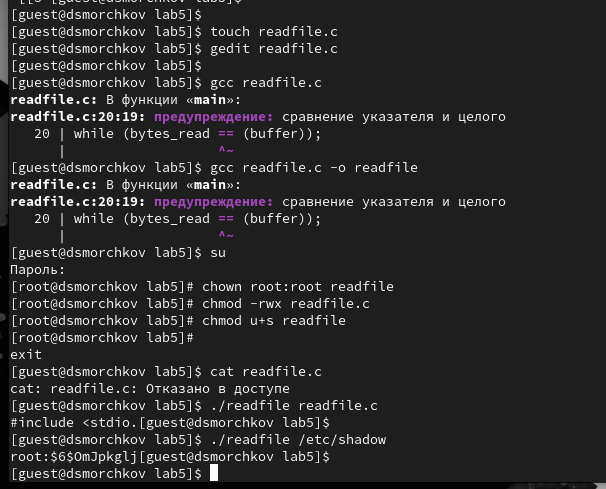 [guest@dsmorchkov lab5]$
[guest@dsmorchkov lab5]$ touch readfile.c
[guest@dsmorchkov lab5]$ gedit readfile.c
[guest@dsmorchkov lab5]$
[guest@dsmorchkov lab5]$ gcc readfile.c
readfile.c: В функции «main»:
readfile.c:20:19: предупреждение: сравнение указателя и целого
   20 | while (bytes_read == (buffer));
      |                   ^~
[guest@dsmorchkov lab5]$ gcc readfile.c -o readfile
readfile.c: В функции «main»:
readfile.c:20:19: предупреждение: сравнение указателя и целого
   20 | while (bytes_read == (buffer));
      |                   ^~
[guest@dsmorchkov lab5]$ su
Пароль:
[root@dsmorchkov lab5]# chown root:root readfile
[root@dsmorchkov lab5]# chmod -rwx readfile.c
[root@dsmorchkov lab5]# chmod u+s readfile
[root@dsmorchkov lab5]#
exit
[guest@dsmorchkov lab5]$ cat readfile.c
cat: readfile.c: Отказано в доступе
[guest@dsmorchkov lab5]$ ./readfile readfile.c
#include <stdio.[guest@dsmorchkov lab5]$
[guest@dsmorchkov lab5]$ ./readfile /etc/shadow
root:$6$OmJpkglj[guest@dsmorchkov lab5]$
[guest@dsmorchkov lab5]$